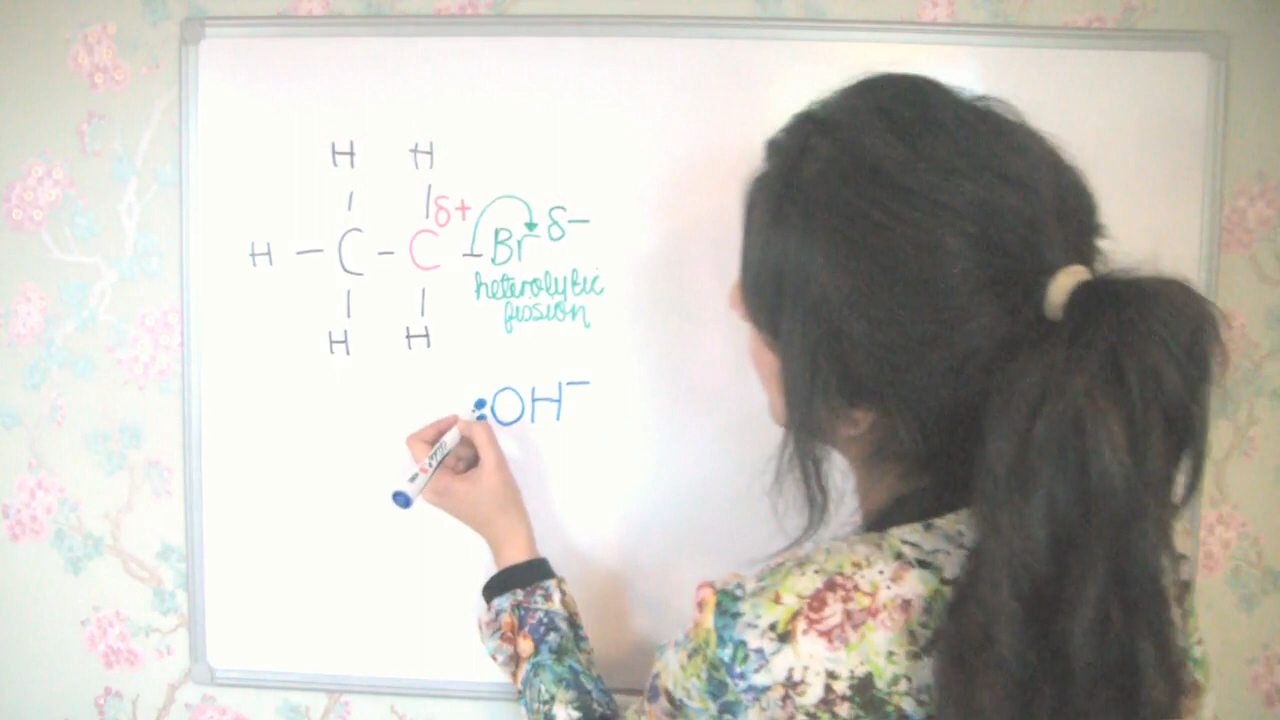 H H
δ+ δ−
H – C – C – Br
heterolytic
fission
H H
:OH⁻